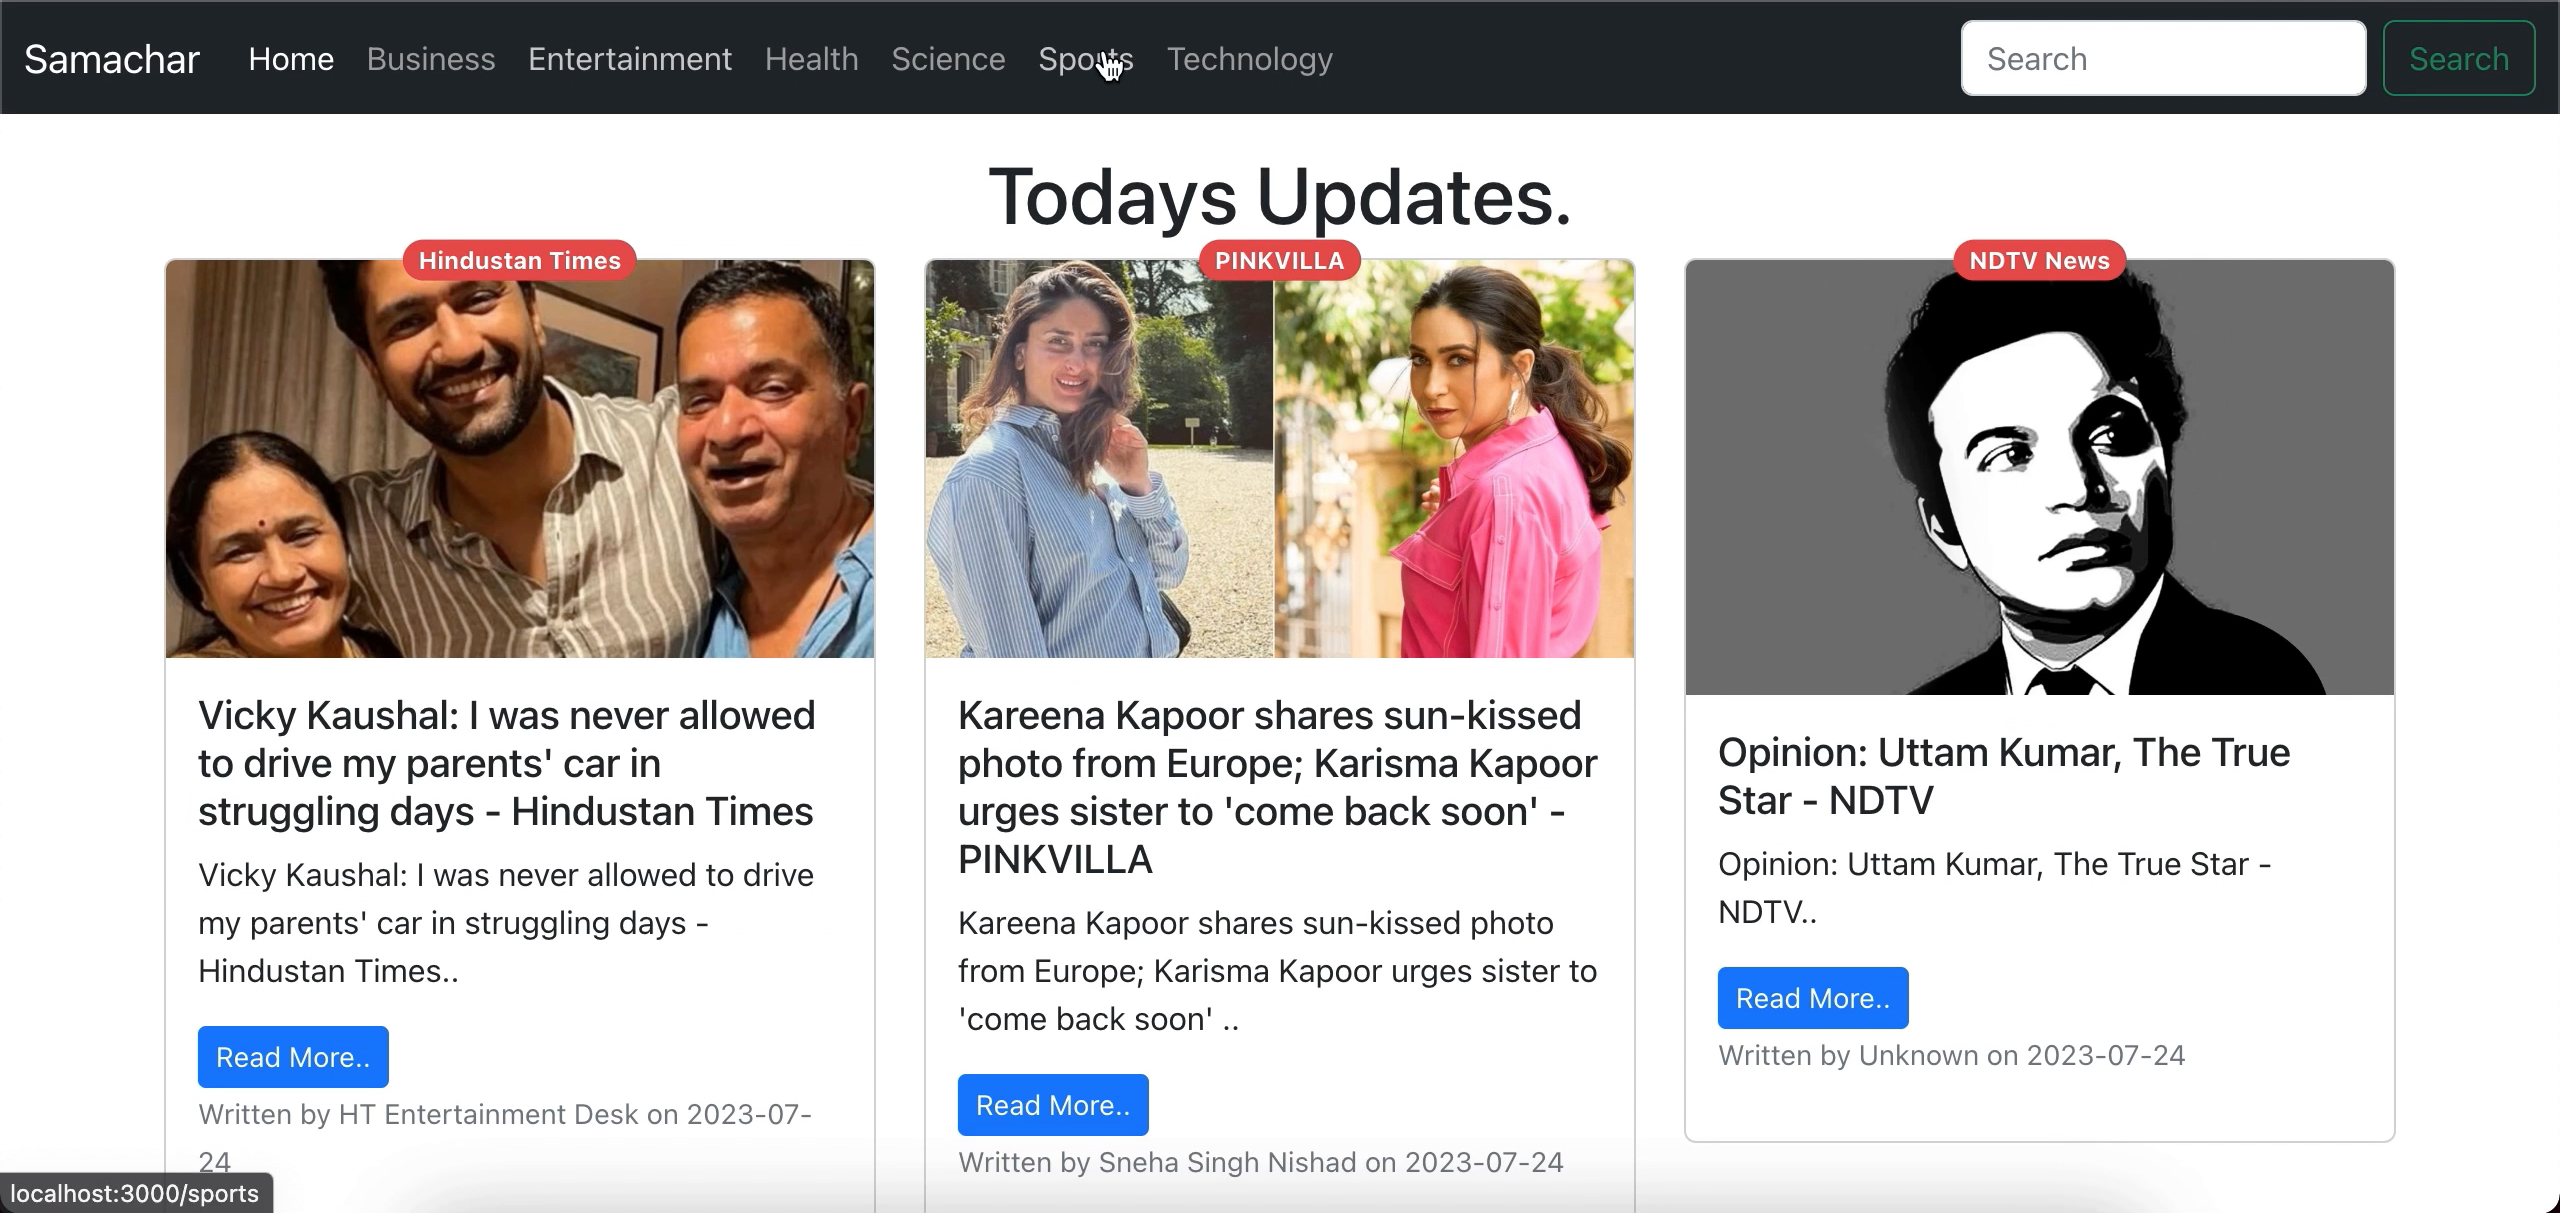 Samachar Home Business Entertainment Health Science Sports Technology Search Search
Todays Updates.
Hindustan Times
Vicky Kaushal: I was never allowed
to drive my parents' car in
struggling days - Hindustan Times
Vicky Kaushal: I was never allowed to drive
my parents' car in struggling days -
Hindustan Times..
Read More..
Written by HT Entertainment Desk on 2023-07-
24
PINKVILLA
Kareena Kapoor shares sun-kissed
photo from Europe; Karisma Kapoor
urges sister to 'come back soon' -
PINKVILLA
Kareena Kapoor shares sun-kissed photo
from Europe; Karisma Kapoor urges sister to
'come back soon' ..
Read More..
Written by Sneha Singh Nishad on 2023-07-24
NDTV News
Opinion: Uttam Kumar, The True
Star - NDTV
Opinion: Uttam Kumar, The True Star -
NDTV..
Read More..
Written by Unknown on 2023-07-24
localhost:3000/sports